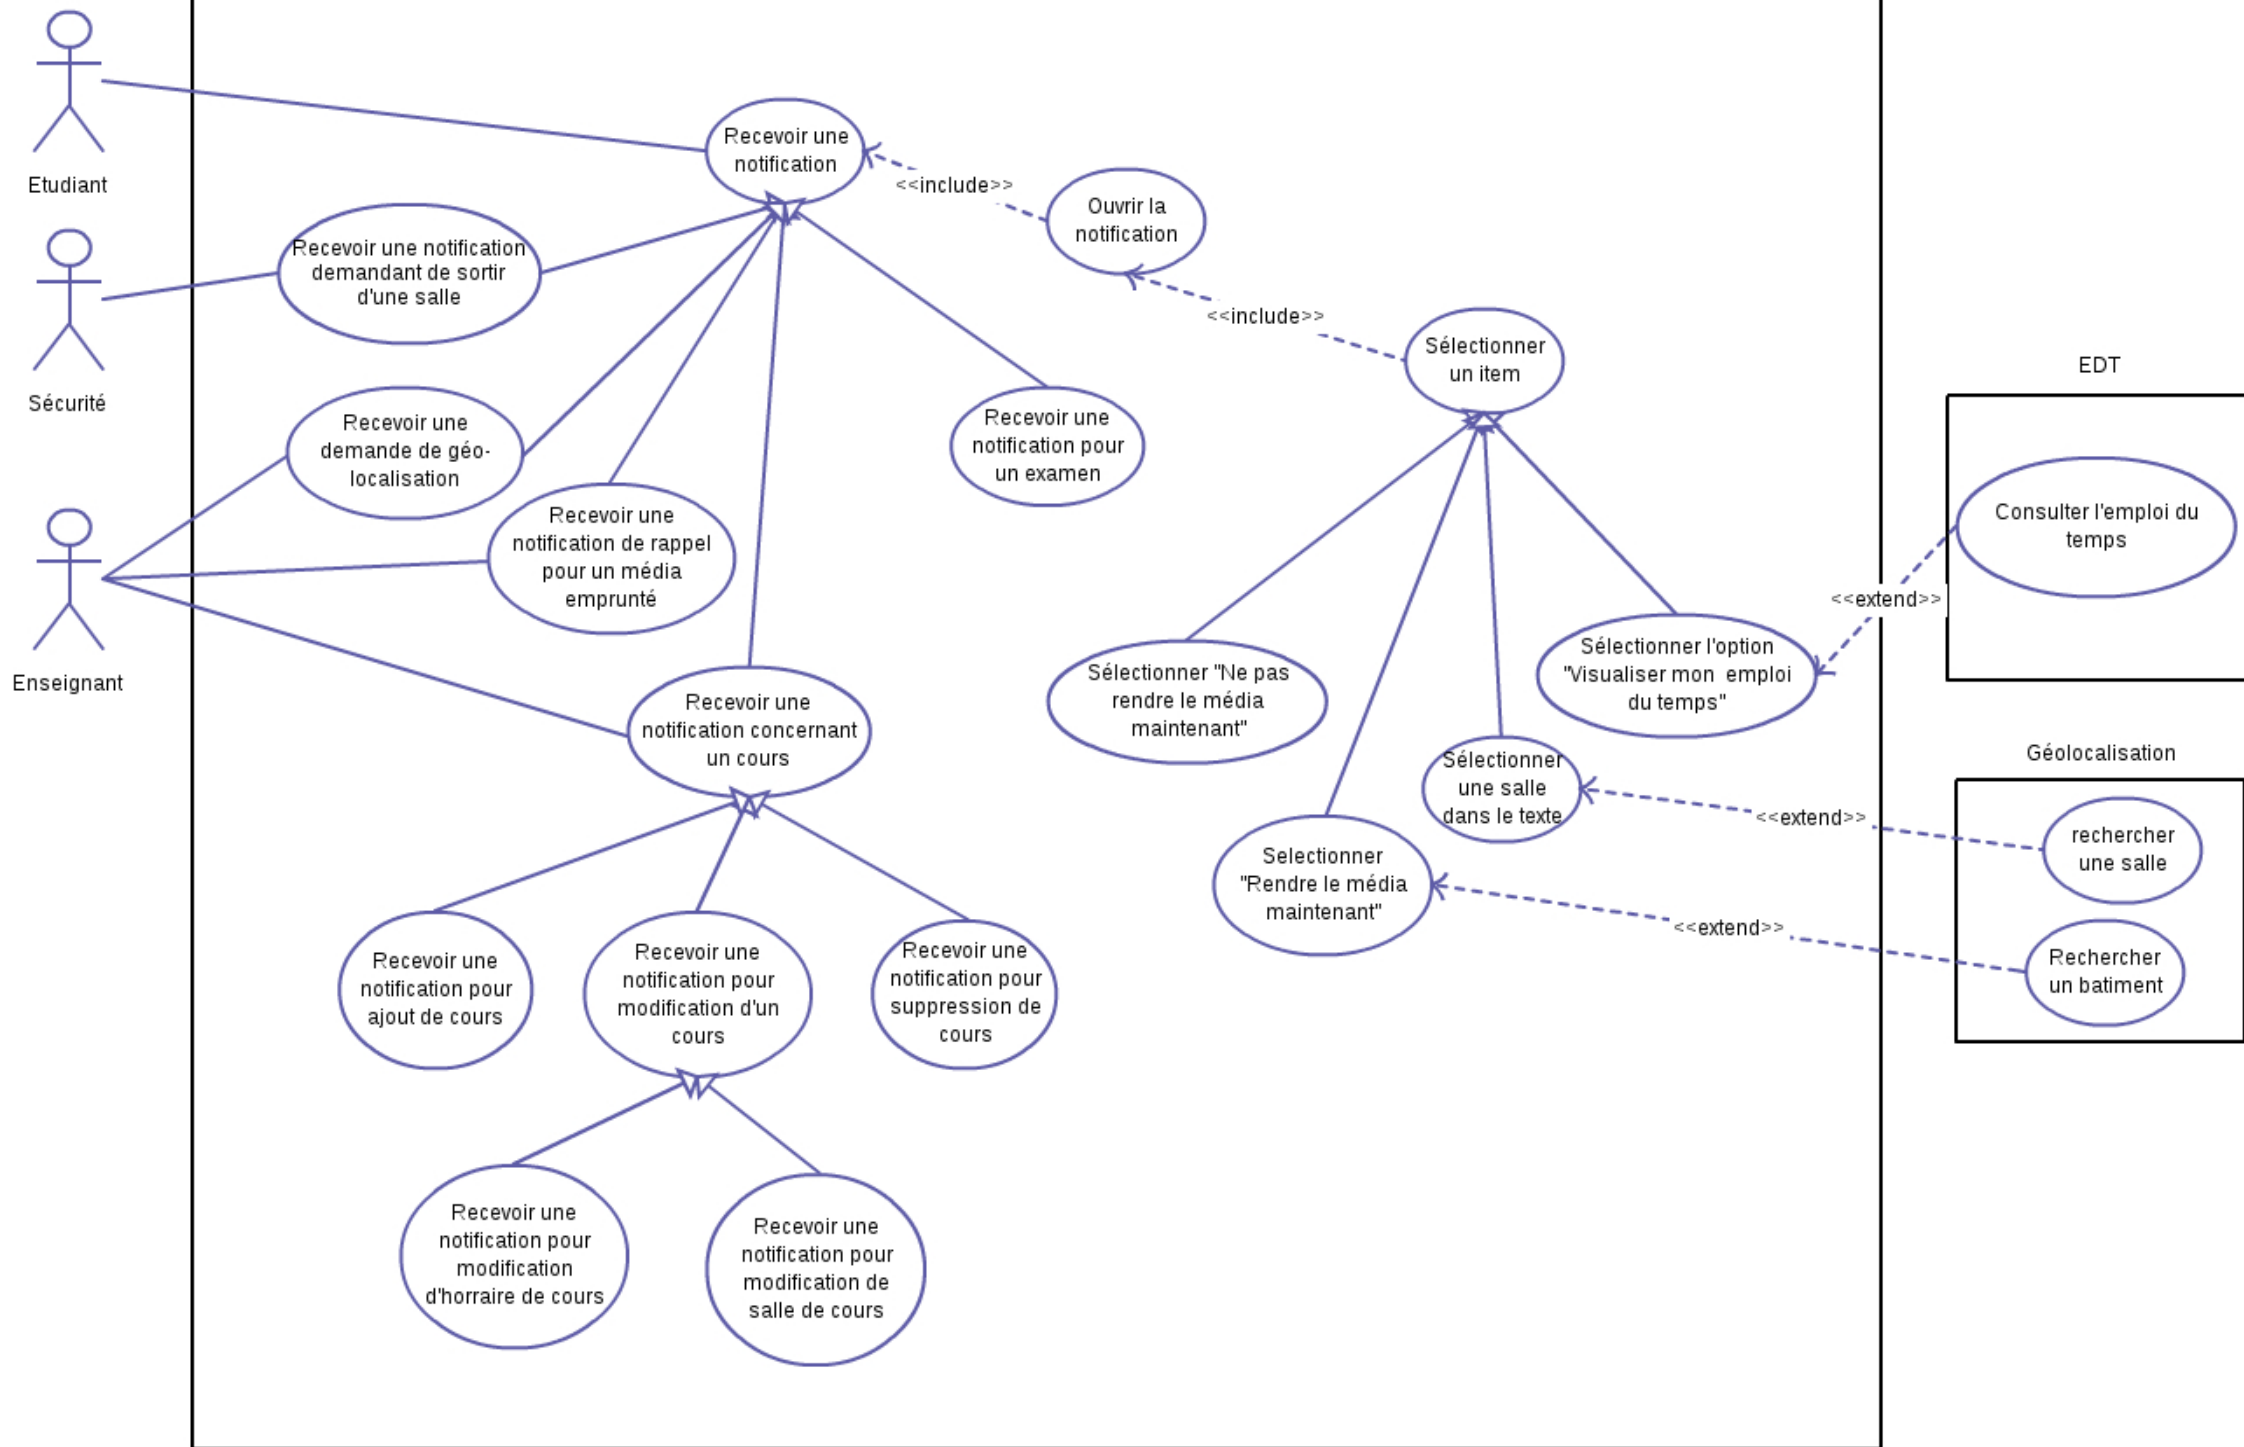 Etudiant
Sécurité
Enseignant
Recevoir une
notification
<<include>>
Ouvrir la
notification
<<include>>
Sélectionner
un item
Recevoir une notification
demandant de sortir
d'une salle
Recevoir une
demande de géo-
localisation
Recevoir une
notification de rappel
pour un média
emprunté
Recevoir une
notification pour
un examen
Recevoir une
notification concernant
un cours
Sélectionner "Ne pas
rendre le média
maintenant"
Selectionner
"Rendre le média
maintenant"
Sélectionner
une salle
dans le texte
Sélectionner l'option
"Visualiser mon  emploi
du temps"
<<extend>>
<<extend>>
<<extend>>
EDT
Consulter l'emploi du
temps
Géolocalisation
rechercher
une salle
Rechercher
un batiment
Recevoir une
notification pour
ajout de cours
Recevoir une
notification pour
modification d'un
cours
Recevoir une
notification pour
suppression de
cours
Recevoir une
notification pour
modification
d'horraire de cours
Recevoir une
notification pour
modification de
salle de cours